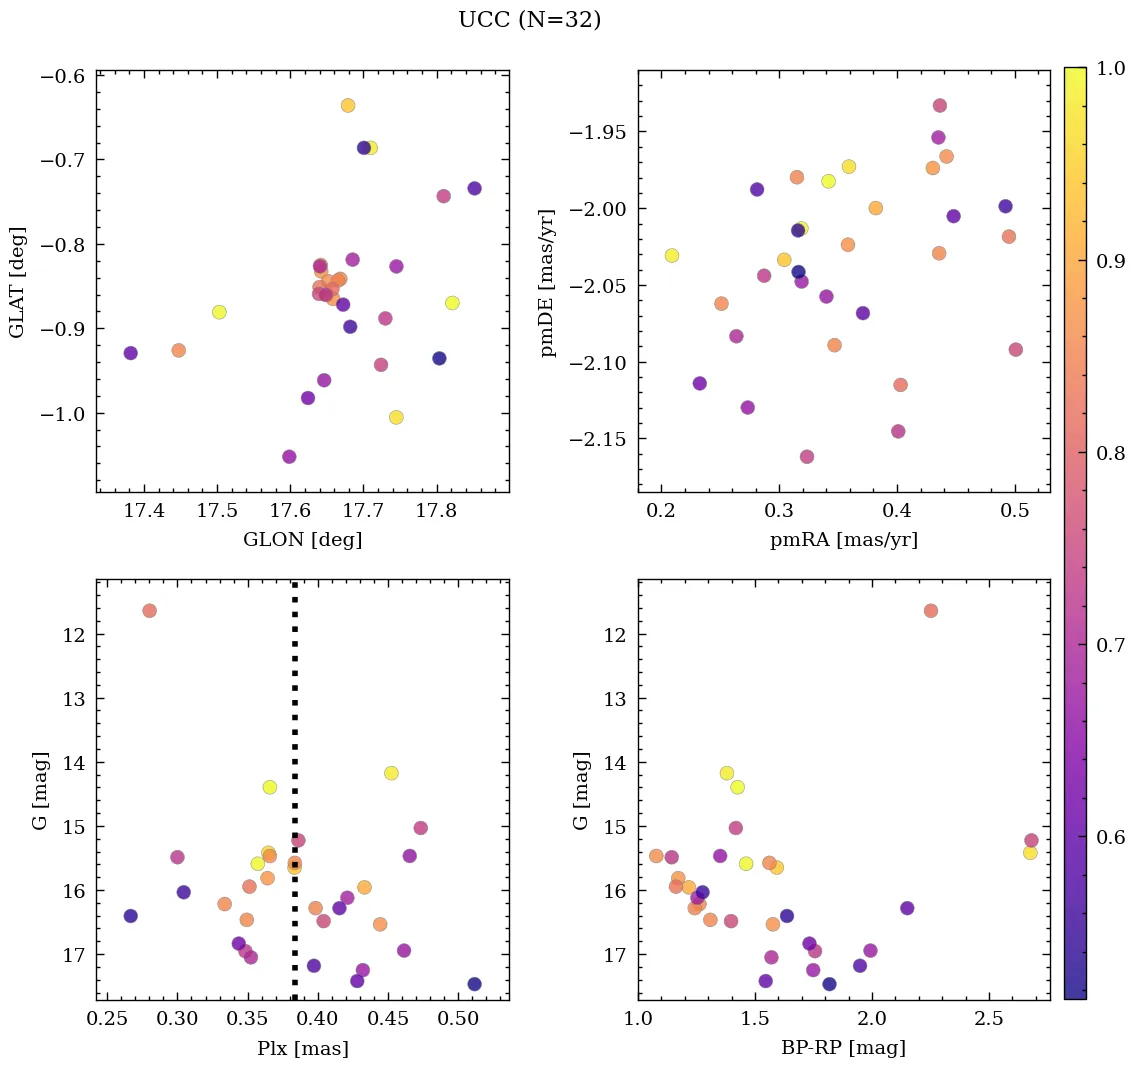 UCC (N=32)
−0.6
−0.7
−0.8
−0.9
−1.0
GLAT [deg]
17.4 17.5 17.6 17.7 17.8
GLON [deg]
−1.95
−2.00
−2.05
−2.10
−2.15
pmDE [mas/yr]
0.2 0.3 0.4 0.5
pmRA [mas/yr]
1.0
0.9
0.8
0.7
0.6
12
13
14
15
16
17
G [mag]
0.25 0.30 0.35 0.40 0.45 0.50
Plx [mas]
12
13
14
15
16
17
G [mag]
1.0 1.5 2.0 2.5
BP-RP [mag]